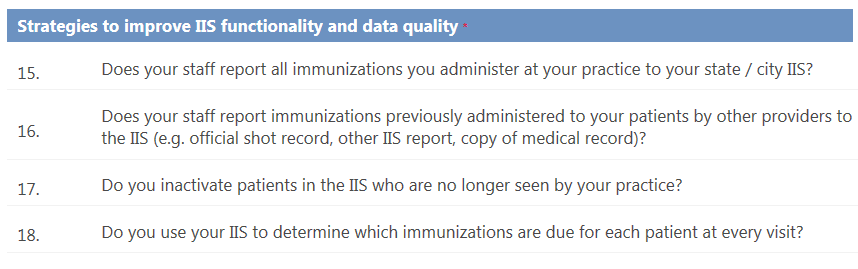 Strategies to improve IIS functionality and data quality *
15. Does your staff report all immunizations you administer at your practice to your state / city IIS?
16. Does your staff report immunizations previously administered to your patients by other providers to
the IIS (e.g. official shot record, other IIS report, copy of medical record)?
17. Do you inactivate patients in the IIS who are no longer seen by your practice?
18. Do you use your IIS to determine which immunizations are due for each patient at every visit?